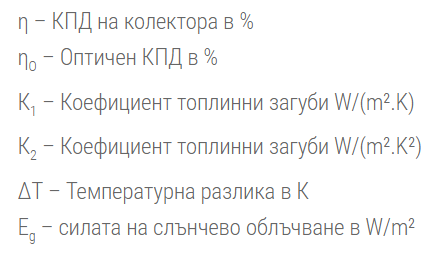 η – КПД на колектора в %
η₀ – Оптичен КПД в %
K₁ – Коефициент топлинни загуби W/(m².K)
K₂ – Коефициент топлинни загуби W/(m².K²)
ΔT – Температурна разлика в K
E_g – силата на слънчево облъчване в W/m²